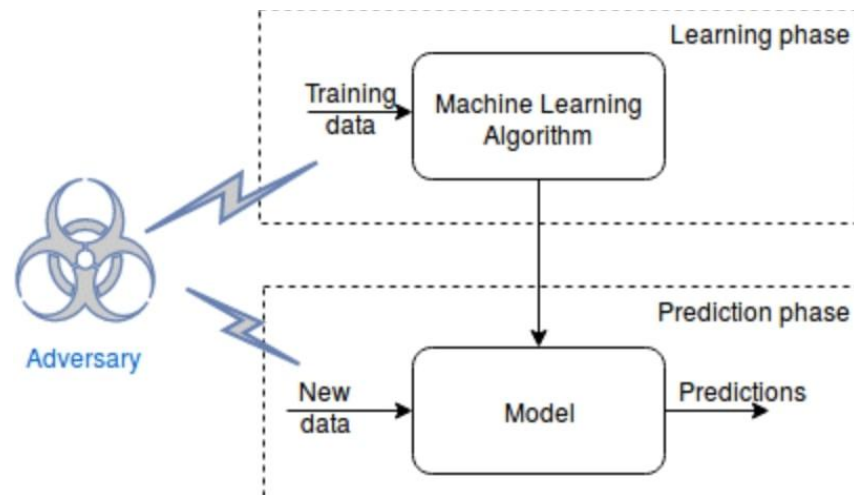 Learning phase
Training
data
Machine Learning
Algorithm
Adversary
Prediction phase
New
data
Model
Predictions